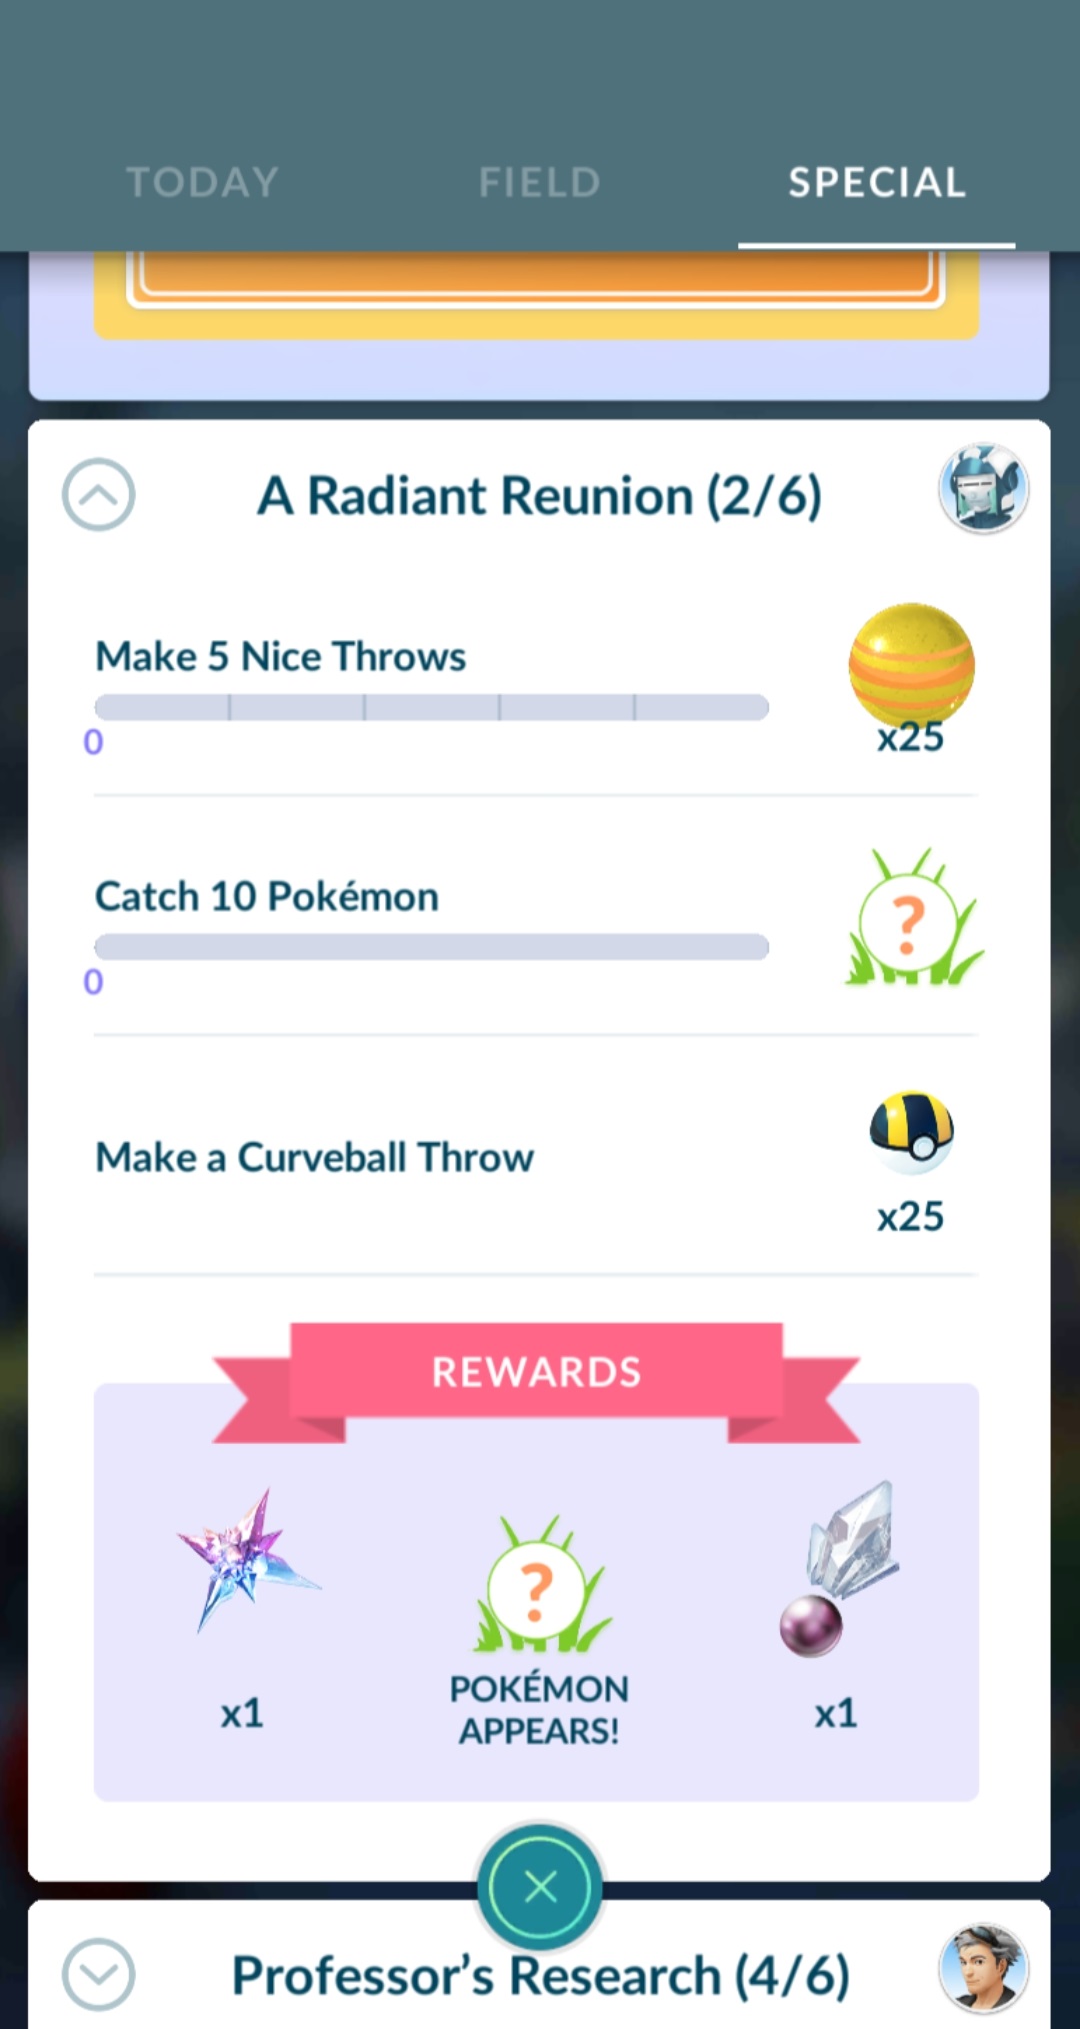 TODAY
FIELD
SPECIAL
A Radiant Reunion (2/6)
Make 5 Nice Throws
0
x25
Catch 10 Pokémon
0
?
Make a Curveball Throw
x25
REWARDS
?
x1
POKÉMON
APPEARS!
x1
Professor’s Research (4/6)